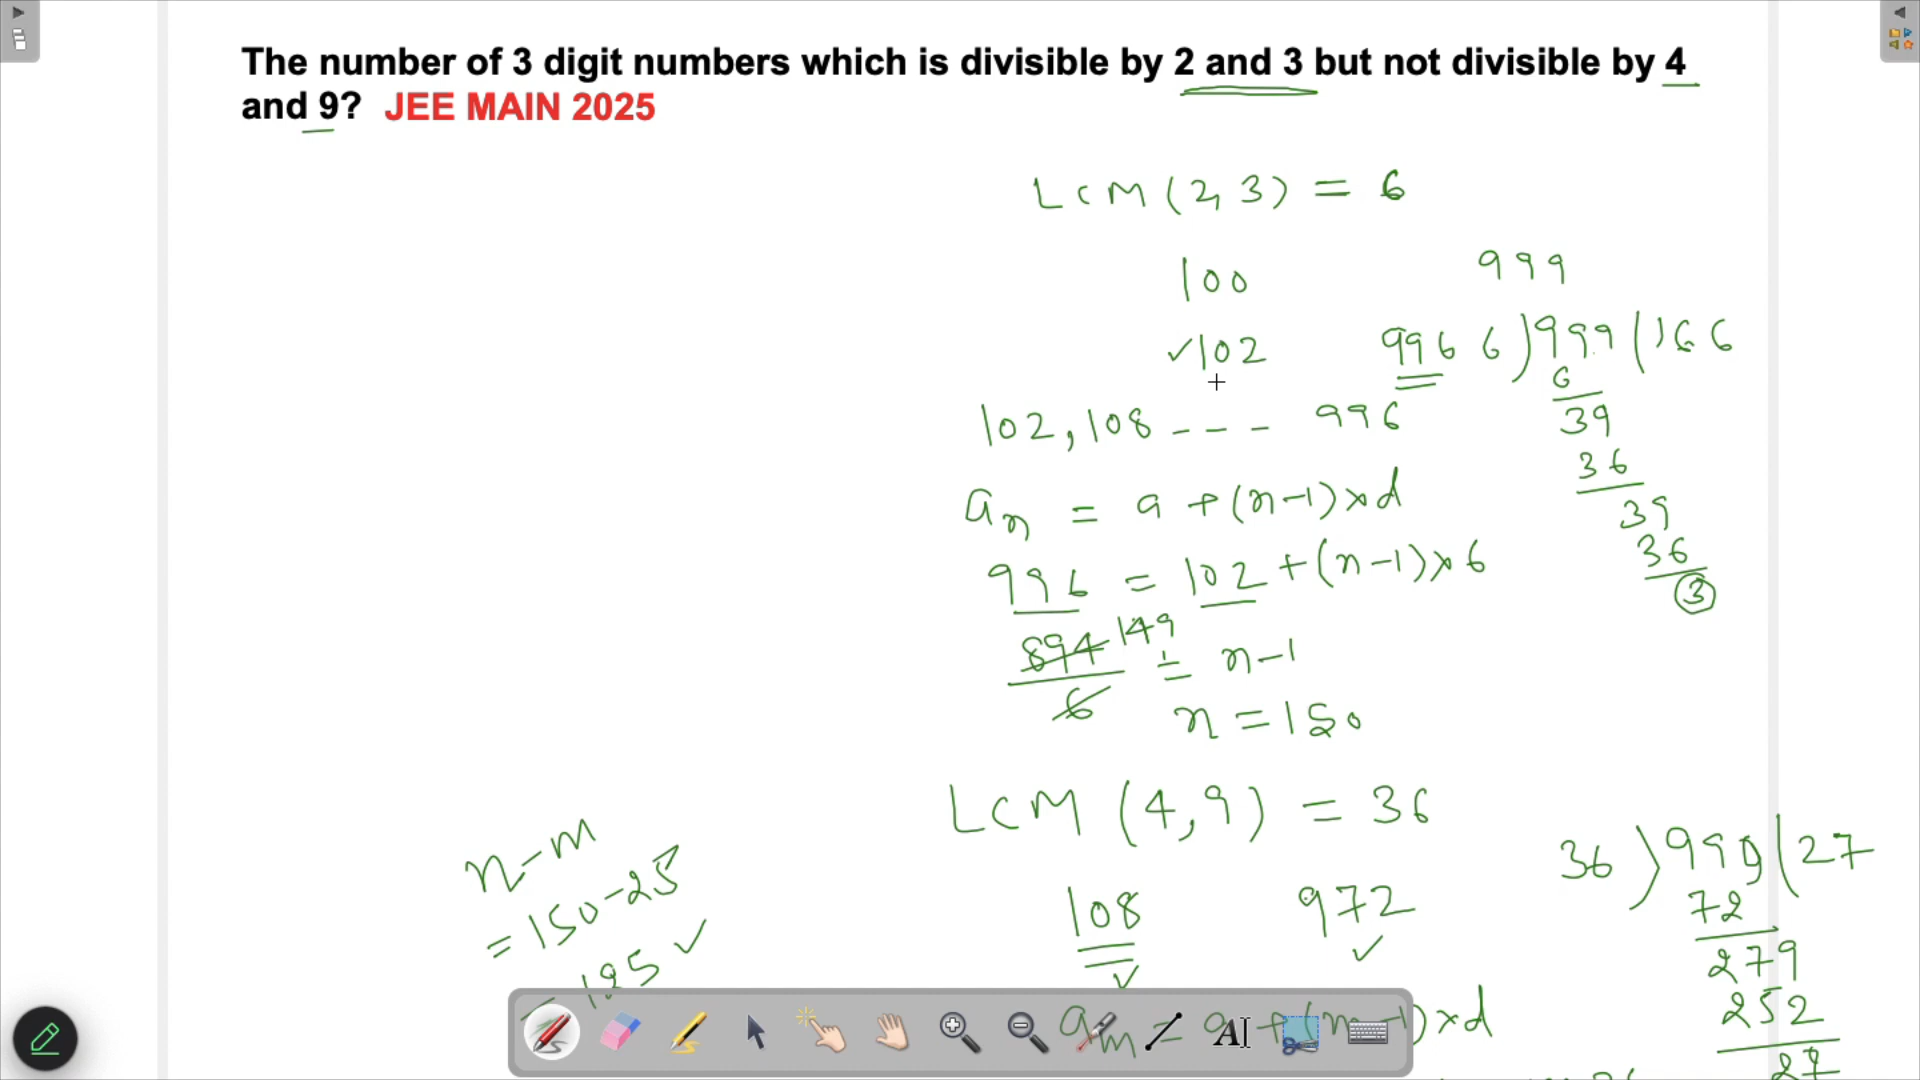 The number of 3 digit numbers which is divisible by 2 and 3 but not divisible by 4
and 9? JEE MAIN 2025
LCM (2, 3) = 6
100
999
✓102
996
6 ) 999 ( 166
6
39
36
39
36
3
102, 108 - - - 996
an = a + (n-1) x d
996 = 102 + (n-1) x 6
894 149
6
= n-1
n = 150
LCM (4, 9) = 36
108 ✓
972 ✓
36 ) 999 ( 27
72
279
252
27
n-m
= 150-25
= 125 ✓
am = a + (m-1) x d